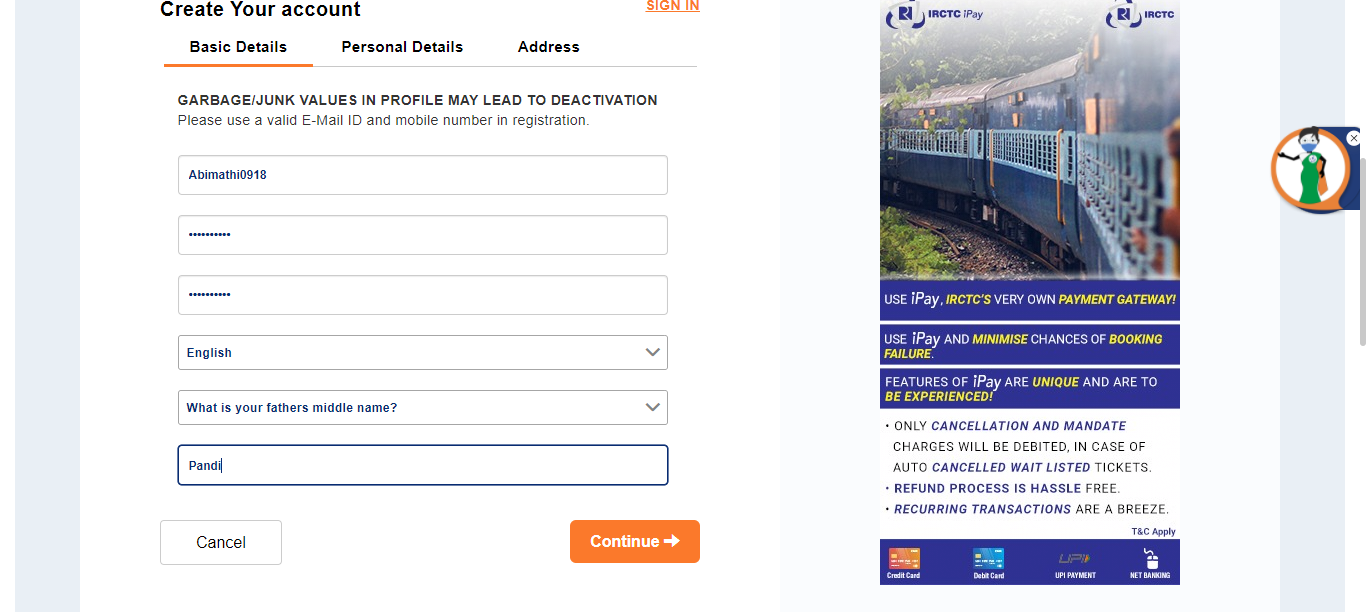 Create Your account
SIGN IN
Basic Details
Personal Details
Address
GARBAGE/JUNK VALUES IN PROFILE MAY LEAD TO DEACTIVATION
Please use a valid E-Mail ID and mobile number in registration.
Abimathi0918
••••••••••
••••••••••
English
What is your fathers middle name?
Pandi
Cancel
Continue
IRCTC iPay
IRCTC
USE iPay, IRCTC'S VERY OWN PAYMENT GATEWAY!
USE iPay AND MINIMISE CHANCES OF BOOKING
FAILURE.
FEATURES OF iPay ARE UNIQUE AND ARE TO
BE EXPERIENCED!
• ONLY CANCELLATION AND MANDATE
CHARGES WILL BE DEBITED, IN CASE OF
AUTO CANCELLED WAIT LISTED TICKETS.
• REFUND PROCESS IS HASSLE FREE.
• RECURRING TRANSACTIONS ARE A BREEZE.
T&C Apply
Credit Card
Debit Card
UPI
UPI PAYMENT
NET BANKING